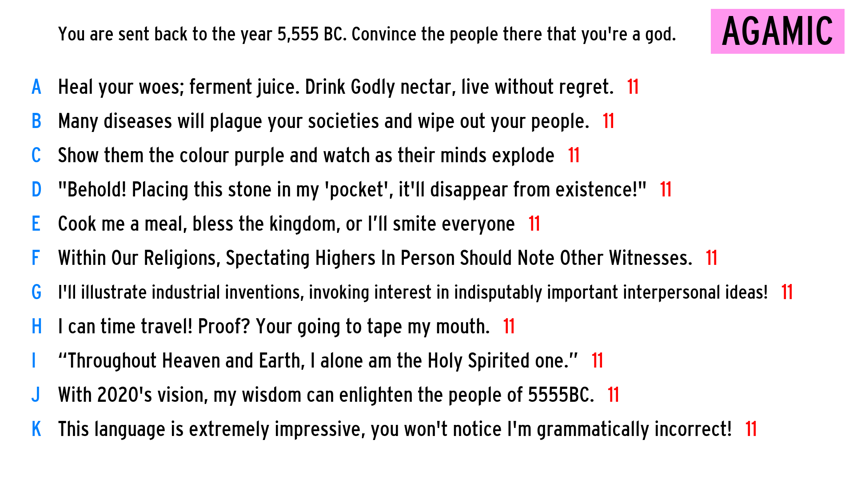 You are sent back to the year 5,555 BC. Convince the people there that you're a god.
AGAMIC
A Heal your woes; ferment juice. Drink Godly nectar, live without regret. 11
B Many diseases will plague your societies and wipe out your people. 11
C Show them the colour purple and watch as their minds explode 11
D "Behold! Placing this stone in my 'pocket', it'll disappear from existence!" 11
E Cook me a meal, bless the kingdom, or I’ll smite everyone 11
F Within Our Religions, Spectating Highers In Person Should Note Other Witnesses. 11
G I'll illustrate industrial inventions, invoking interest in indisputably important interpersonal ideas! 11
H I can time travel! Proof? Your going to tape my mouth. 11
I “Throughout Heaven and Earth, I alone am the Holy Spirited one.” 11
J With 2020's vision, my wisdom can enlighten the people of 5555BC. 11
K This language is extremely impressive, you won't notice I'm grammatically incorrect! 11